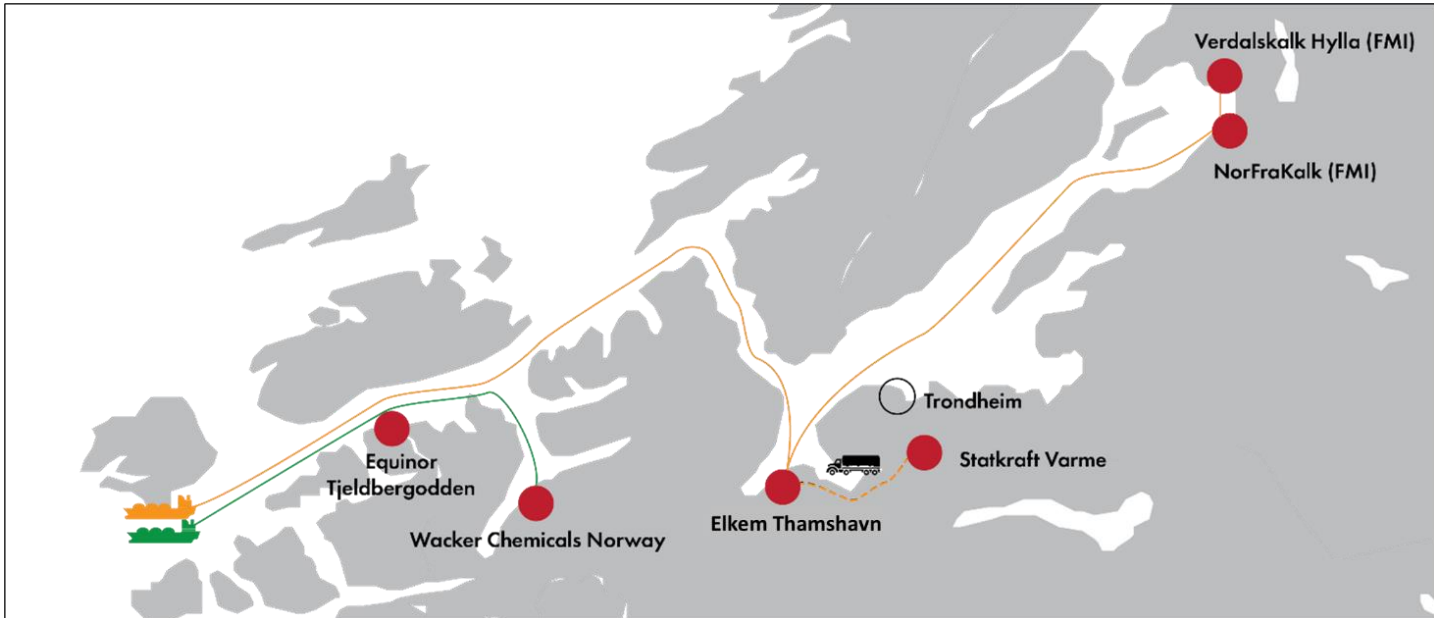 Verdalskalk Hylla (FMI)
NorFraKalk (FMI)
Trondheim
Equinor
Tjeldbergodden
Statkraft Varme
Elkem Thamshavn
Wacker Chemicals Norway